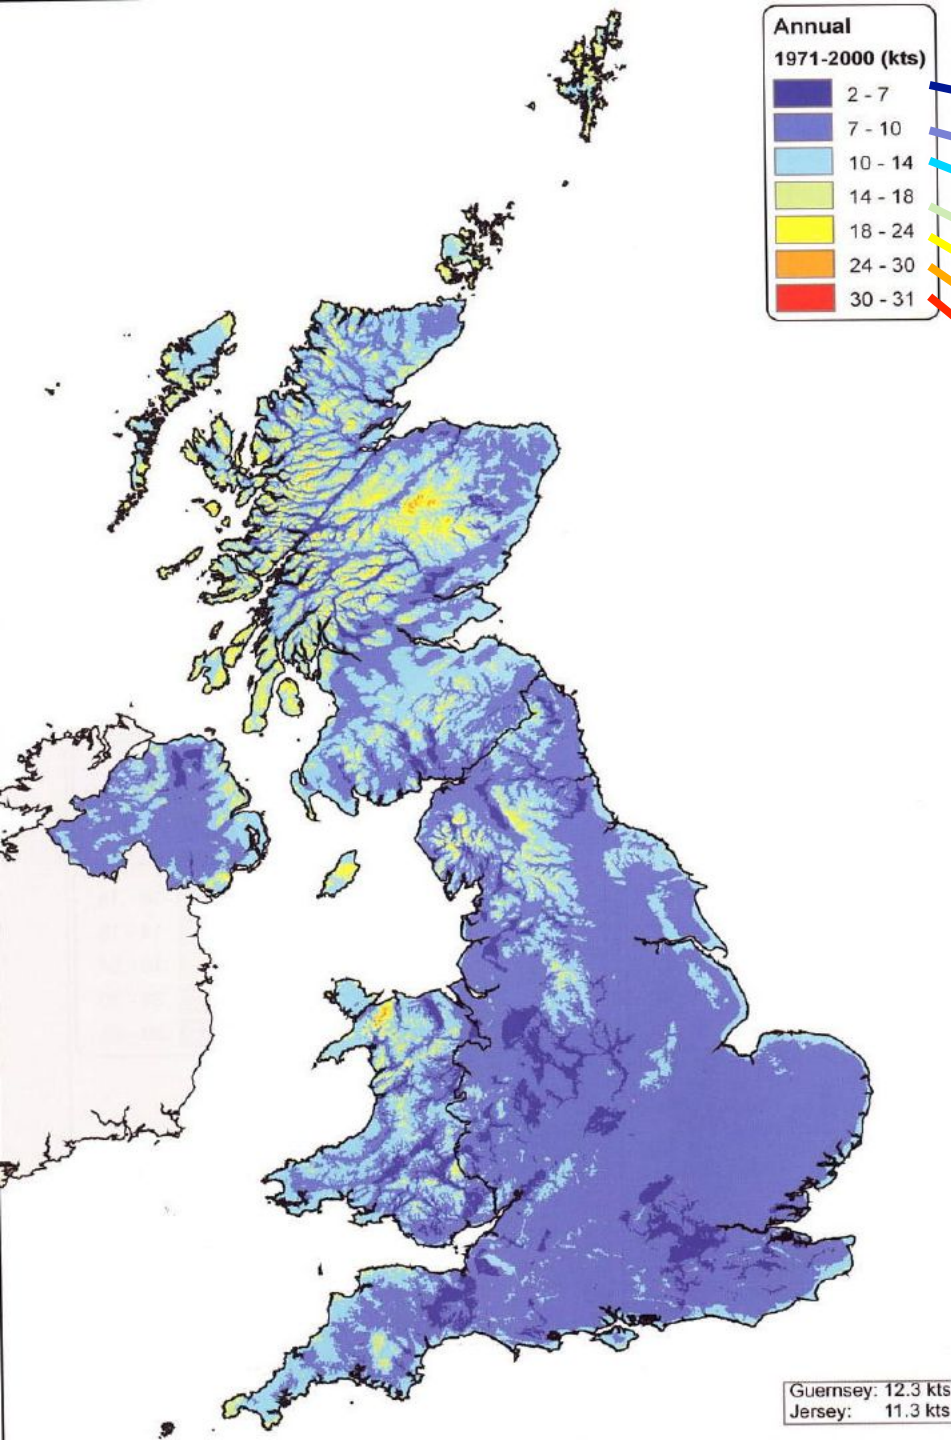 Annual
1971-2000 (kts)
2 - 7
7 - 10
10 - 14
14 - 18
18 - 24
24 - 30
30 - 31
Guernsey: 12.3 kts
Jersey: 11.3 kts